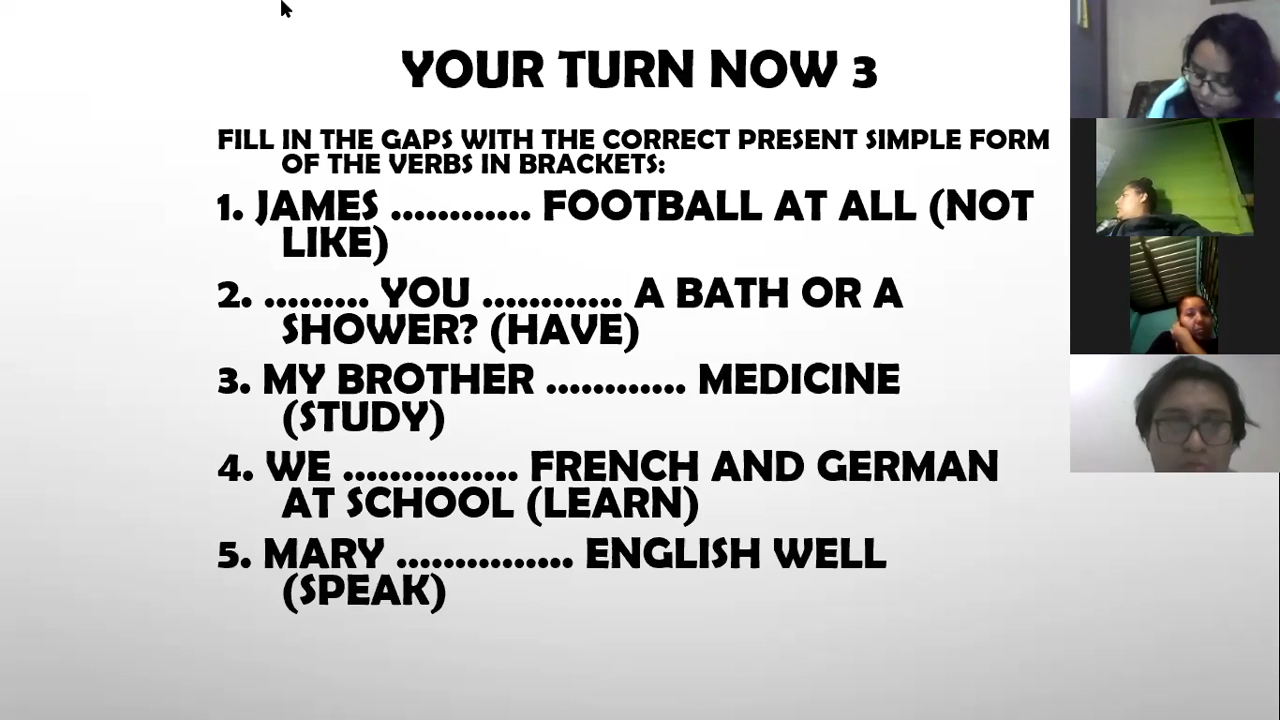 YOUR TURN NOW 3
FILL IN THE GAPS WITH THE CORRECT PRESENT SIMPLE FORM
OF THE VERBS IN BRACKETS:
1. JAMES ............ FOOTBALL AT ALL (NOT
LIKE)
2. ......... YOU ............ A BATH OR A
SHOWER? (HAVE)
3. MY BROTHER ............ MEDICINE
(STUDY)
4. WE ............... FRENCH AND GERMAN
AT SCHOOL (LEARN)
5. MARY ............... ENGLISH WELL
(SPEAK)